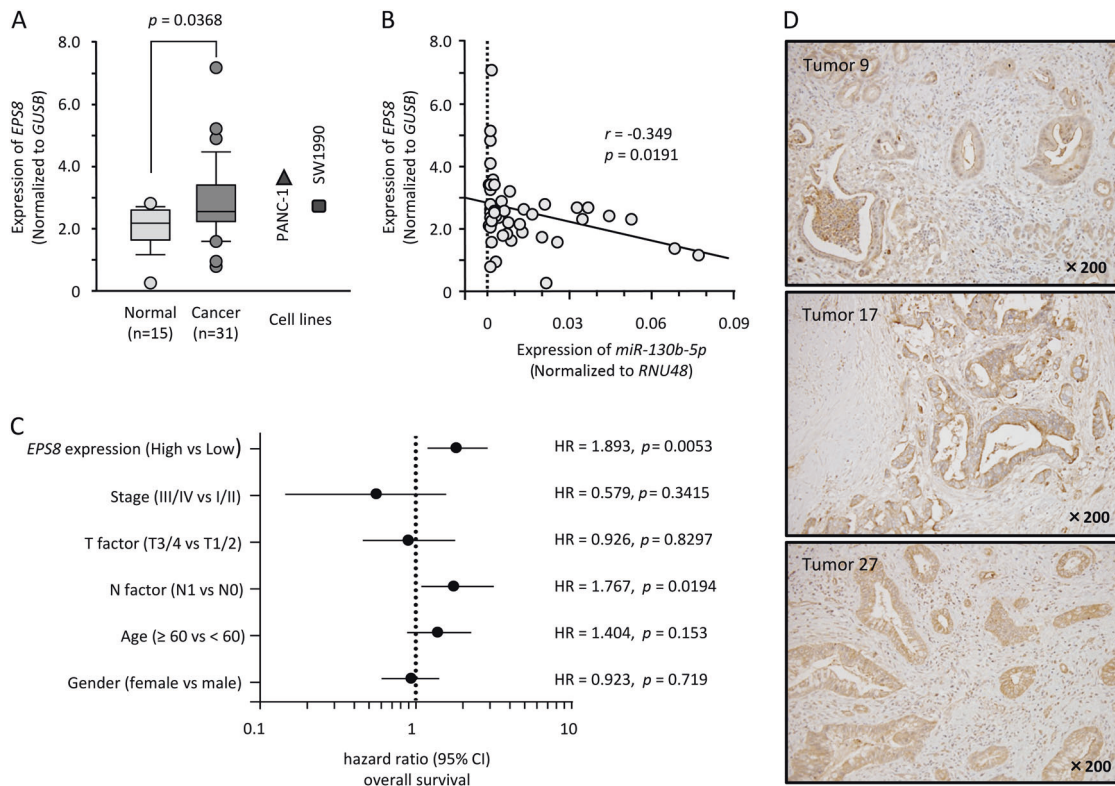 A
p = 0.0368
Expression of EPS8
(Normalized to GUSB)
8.0
6.0
4.0
2.0
0
PANC-1
SW1990
Normal
(n=15)
Cancer
(n=31)
Cell lines
B
Expression of EPS8
(Normalized to GUSB)
8.0
6.0
4.0
2.0
0
r = -0.349
p = 0.0191
0
0.03
0.06
0.09
Expression of miR-130b-5p
(Normalized to RNU48)
C
EPS8 expression (High vs Low)
HR = 1.893, p = 0.0053
Stage (III/IV vs I/II)
HR = 0.579, p = 0.3415
T factor (T3/4 vs T1/2)
HR = 0.926, p = 0.8297
N factor (N1 vs N0)
HR = 1.767, p = 0.0194
Age (≥ 60 vs < 60)
HR = 1.404, p = 0.153
Gender (female vs male)
HR = 0.923, p = 0.719
0.1
1
10
hazard ratio (95% CI)
overall survival
D
Tumor 9
×200
Tumor 17
×200
Tumor 27
×200